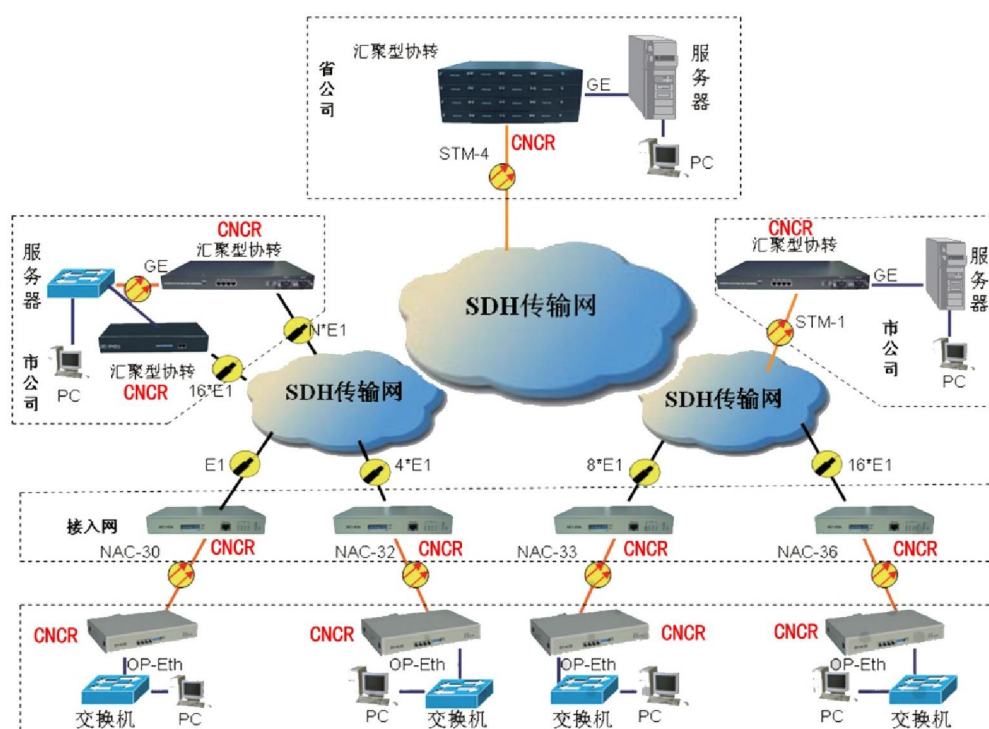 汇聚型协转
省公司
GE
服务器
CNCR
STM-4
PC
CNCR
汇聚型协转
服务器
GE
市公司
PC
汇聚型协转
CNCR
N*E1
16*E1
SDH传输网
CNCR
汇聚型协转
GE
服务器
STM-1
市公司
PC
SDH传输网
SDH传输网
E1
4*E1
8*E1
16*E1
接入网
NAC-30
CNCR
NAC-32
CNCR
NAC-33
CNCR
NAC-36
CNCR
CNCR
OP-Eth
交换机
PC
CNCR
OP-Eth
PC
交换机
CNCR
OP-Eth
交换机
PC
CNCR
OP-Eth
PC
交换机